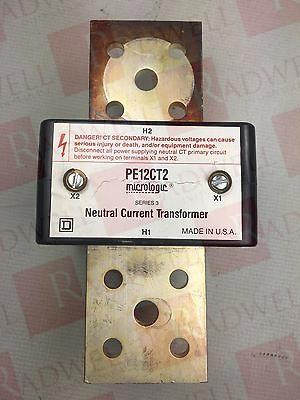 H2
DANGER! CT SECONDARY: Hazardous voltages can cause
serious injury or death, and/or equipment damage.
Disconnect all power supplying neutral CT primary circuit
before working on terminals X1 and X2.
PE12CT2
micrologic®
X2
X1
SERIES 3
Neutral Current Transformer
H1
MADE IN U.S.A.
RADWELL